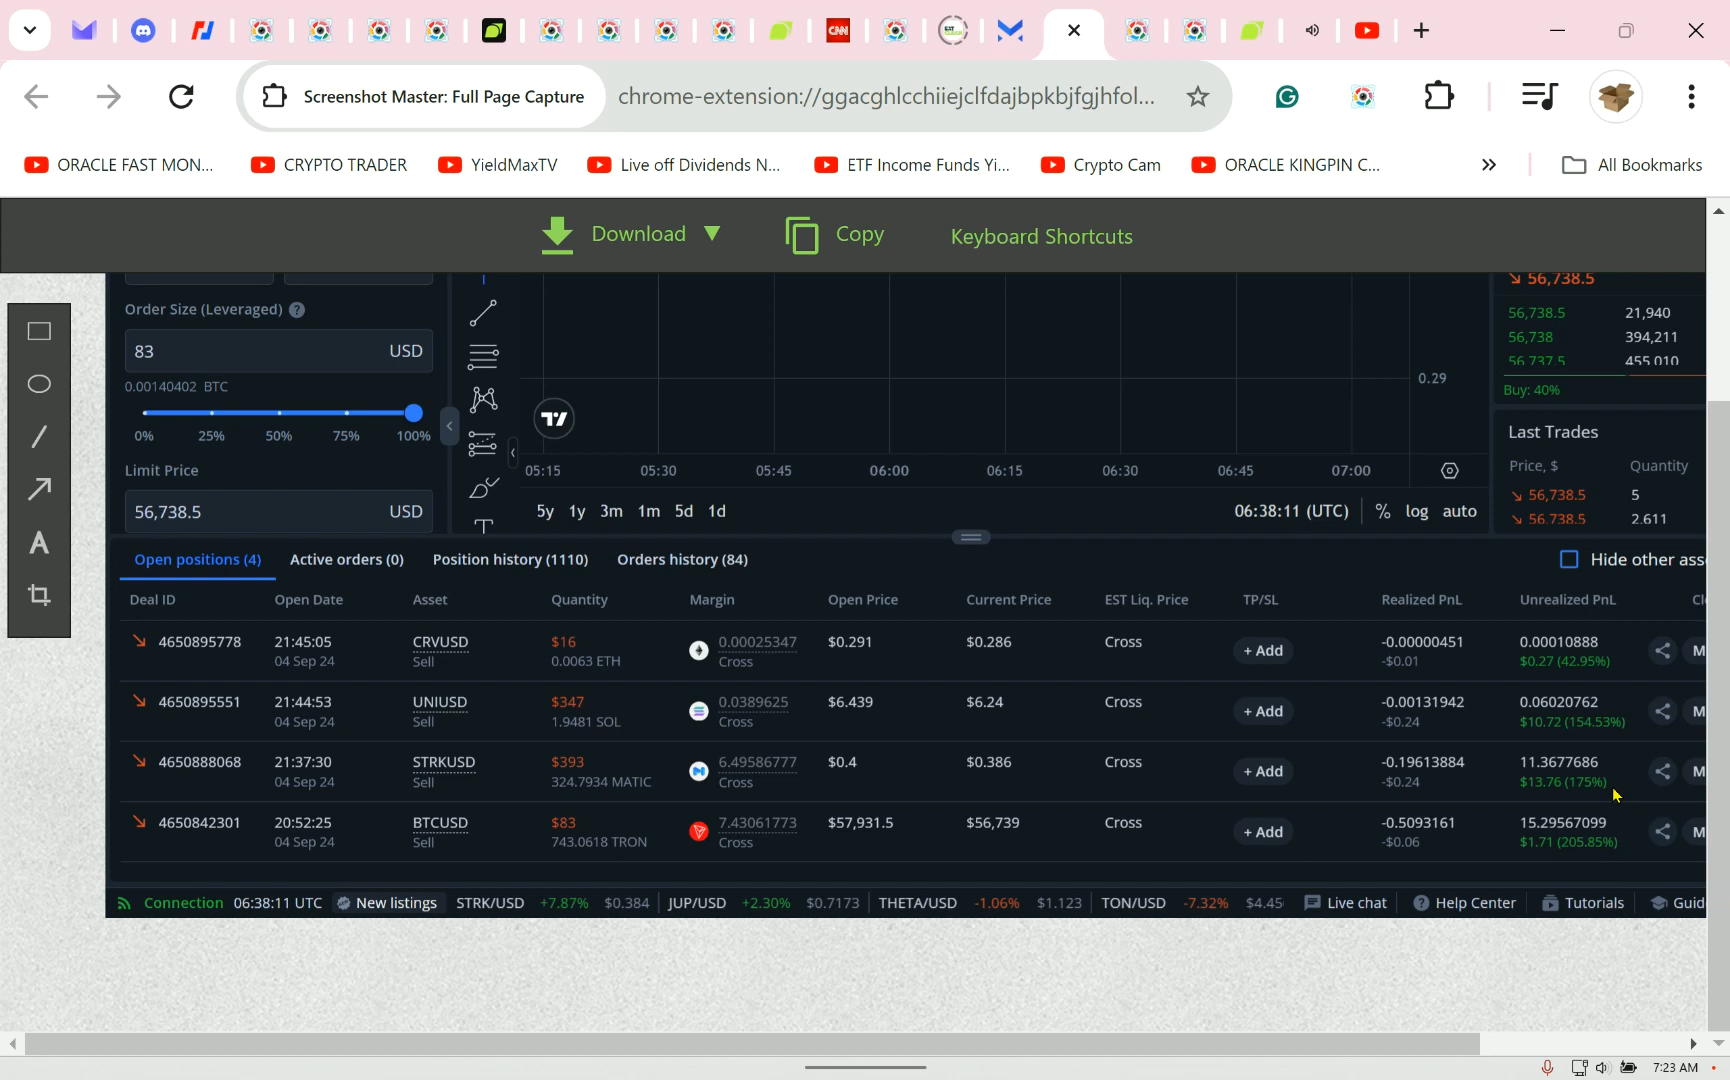 CNN
EXT
Screenshot Master: Full Page Capture
chrome-extension://ggacghlcchiiejclfdajbpkbjfgjhfol...
ORACLE FAST MON...
CRYPTO TRADER
YieldMaxTV
Live off Dividends N...
ETF Income Funds Yi...
Crypto Cam
ORACLE KINGPIN C...
All Bookmarks
Download
Copy
Keyboard Shortcuts
Order Size (Leveraged) ?
83 USD
0.00140402 BTC
0% 25% 50% 75% 100%
Limit Price
56,738.5 USD
0.29
05:15 05:30 05:45 06:00 06:15 06:30 06:45 07:00
5y 1y 3m 1m 5d 1d
06:38:11 (UTC) % log auto
56,738.5
56,738.5 21,940
56,738 394,211
56,737.5 455,010
Buy: 40%
Last Trades
Price, $ Quantity
56,738.5 5
56,738.5 2,611
Open positions (4) Active orders (0) Position history (1110) Orders history (84) Hide other ass
Deal ID Open Date Asset Quantity Margin Open Price Current Price EST Liq. Price TP/SL Realized PnL Unrealized PnL Cl
4650895778 21:45:05 CRVUSD $16 0.00025347 $0.291 $0.286 Cross + Add -0.00000451 0.00010888 M
04 Sep 24 Sell 0.0063 ETH Cross -$0.01 $0.27 (42.95%)
4650895551 21:44:53 UNIUSD $347 0.0389625 $6.439 $6.24 Cross + Add -0.00131942 0.06020762 M
04 Sep 24 Sell 1.9481 SOL Cross -$0.24 $10.72 (154.53%)
4650888068 21:37:30 STRKUSD $393 6.49586777 $0.4 $0.386 Cross + Add -0.19613884 11.3677686 M
04 Sep 24 Sell 324.7934 MATIC Cross -$0.24 $13.76 (175%)
4650842301 20:52:25 BTCUSD $83 7.43061773 $57,931.5 $56,739 Cross + Add -0.5093161 15.29567099 M
04 Sep 24 Sell 743.0618 TRON Cross -$0.06 $1.71 (205.85%)
Connection 06:38:11 UTC New listings STRK/USD +7.87% $0.384 JUP/USD +2.30% $0.7173 THETA/USD -1.06% $1.123 TON/USD -7.32% $4.45 Live chat Help Center Tutorials Guid
7:23 AM